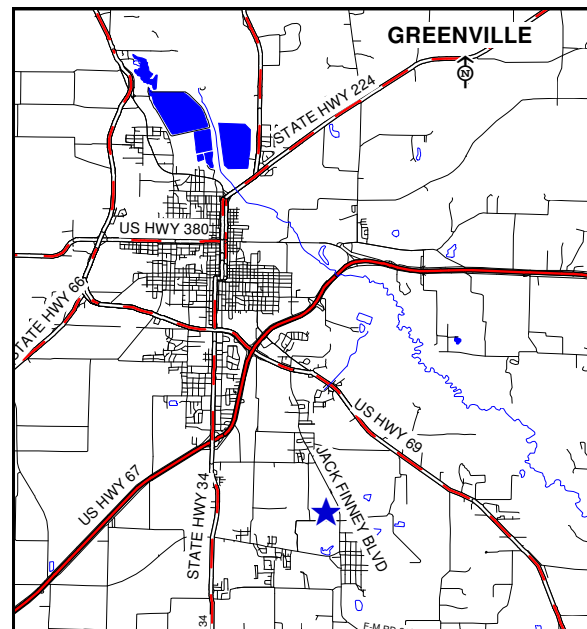 GREENVILLE
N
STATE HWY 224
US HWY 380
STATE HWY 66
US HWY 69
JACK FINNEY BLVD
US HWY 67
STATE HWY 34
34